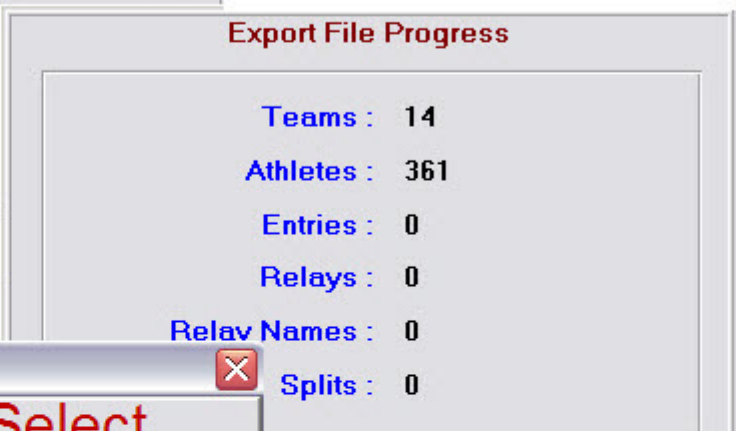 Export File Progress
Teams : 14
Athletes : 361
Entries : 0
Relays : 0
Relay Names : 0
Splits : 0
Select